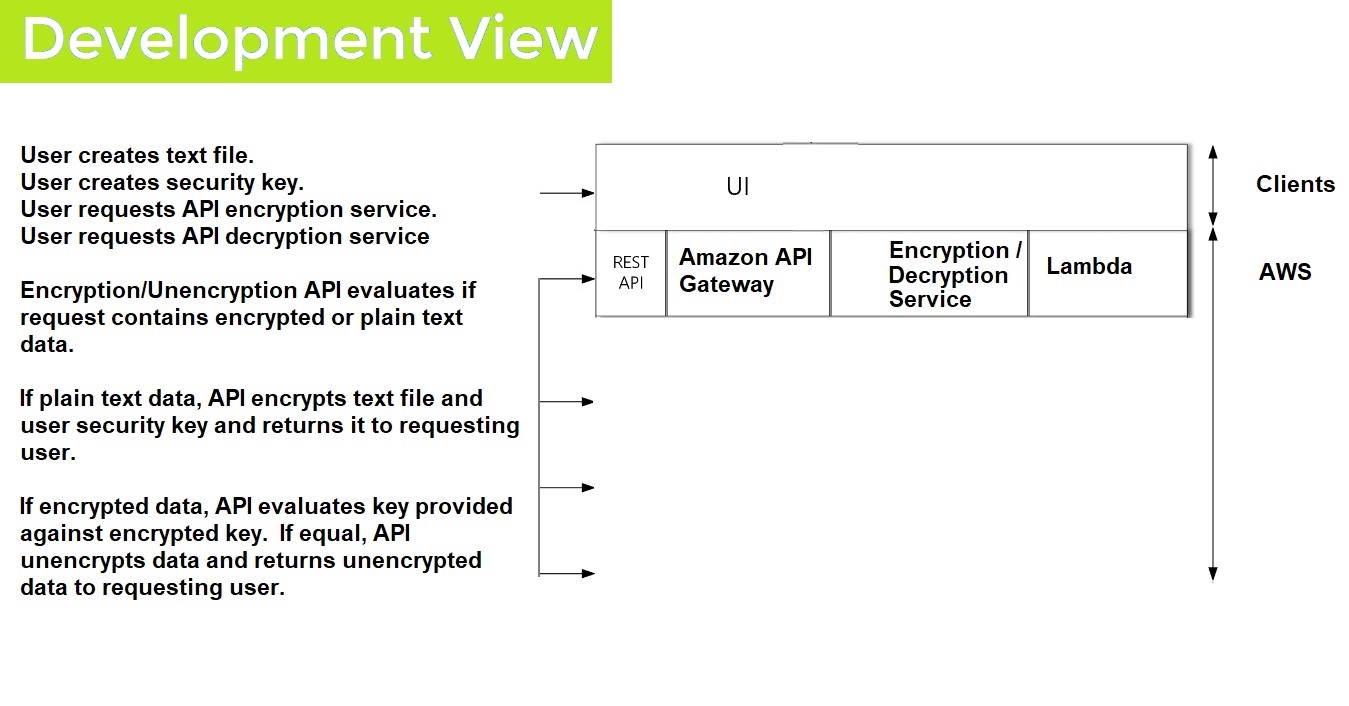 Development View
User creates text file.
User creates security key.
User requests API encryption service.
User requests API decryption service
Encryption/Unencryption API evaluates if
request contains encrypted or plain text
data.
If plain text data, API encrypts text file and
user security key and returns it to requesting
user.
If encrypted data, API evaluates key provided
against encrypted key.  If equal, API
unencrypts data and returns unencrypted
data to requesting user.
UI
Clients
REST
API
Amazon API
Gateway
Encryption /
Decryption
Service
Lambda
AWS